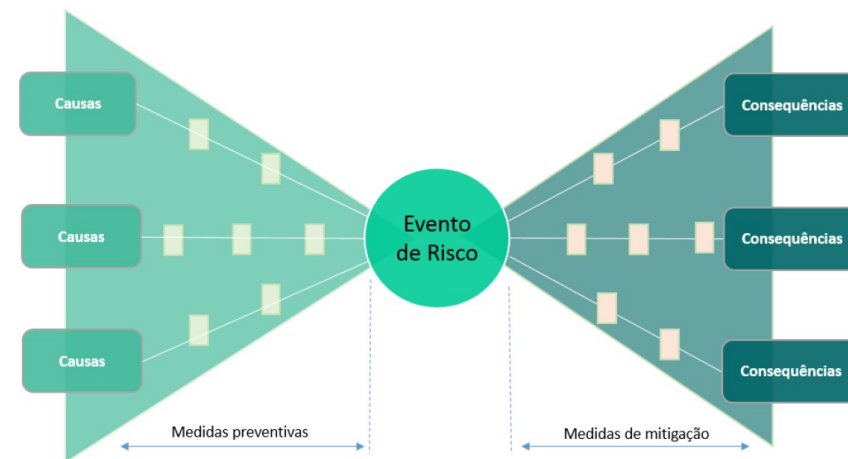 Causas
Consequências
Causas
Evento
de Risco
Consequências
Causas
Consequências
Medidas preventivas
Medidas de mitigação